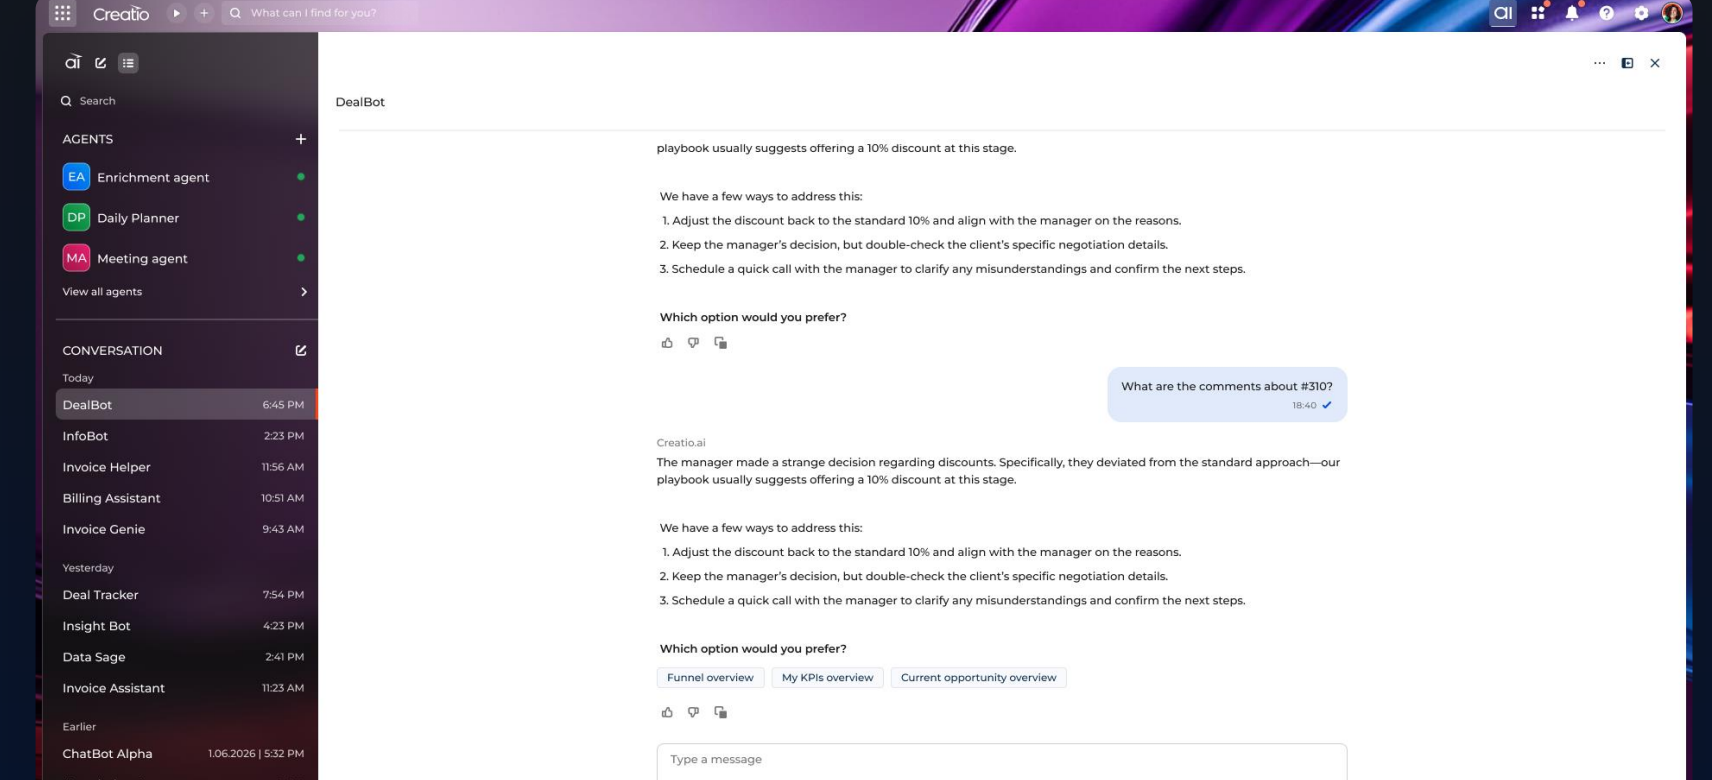 Creatio
What can I find for you?
ai
ai
Search
AGENTS
EA Enrichment agent
DP Daily Planner
MA Meeting agent
View all agents
CONVERSATION
Today
DealBot 6:45 PM
InfoBot 2:23 PM
Invoice Helper 11:56 AM
Billing Assistant 10:51 AM
Invoice Genie 9:43 AM
Yesterday
Deal Tracker 7:54 PM
Insight Bot 4:23 PM
Data Sage 2:41 PM
Invoice Assistant 11:23 AM
Earlier
ChatBot Alpha 1.06.2026 | 5:32 PM
DealBot
playbook usually suggests offering a 10% discount at this stage.
We have a few ways to address this:
1. Adjust the discount back to the standard 10% and align with the manager on the reasons.
2. Keep the manager's decision, but double-check the client's specific negotiation details.
3. Schedule a quick call with the manager to clarify any misunderstandings and confirm the next steps.
Which option would you prefer?
What are the comments about #310?
18:40
Creatio.ai
The manager made a strange decision regarding discounts. Specifically, they deviated from the standard approach—our
playbook usually suggests offering a 10% discount at this stage.
We have a few ways to address this:
1. Adjust the discount back to the standard 10% and align with the manager on the reasons.
2. Keep the manager's decision, but double-check the client's specific negotiation details.
3. Schedule a quick call with the manager to clarify any misunderstandings and confirm the next steps.
Which option would you prefer?
Funnel overview My KPIs overview Current opportunity overview
Type a message